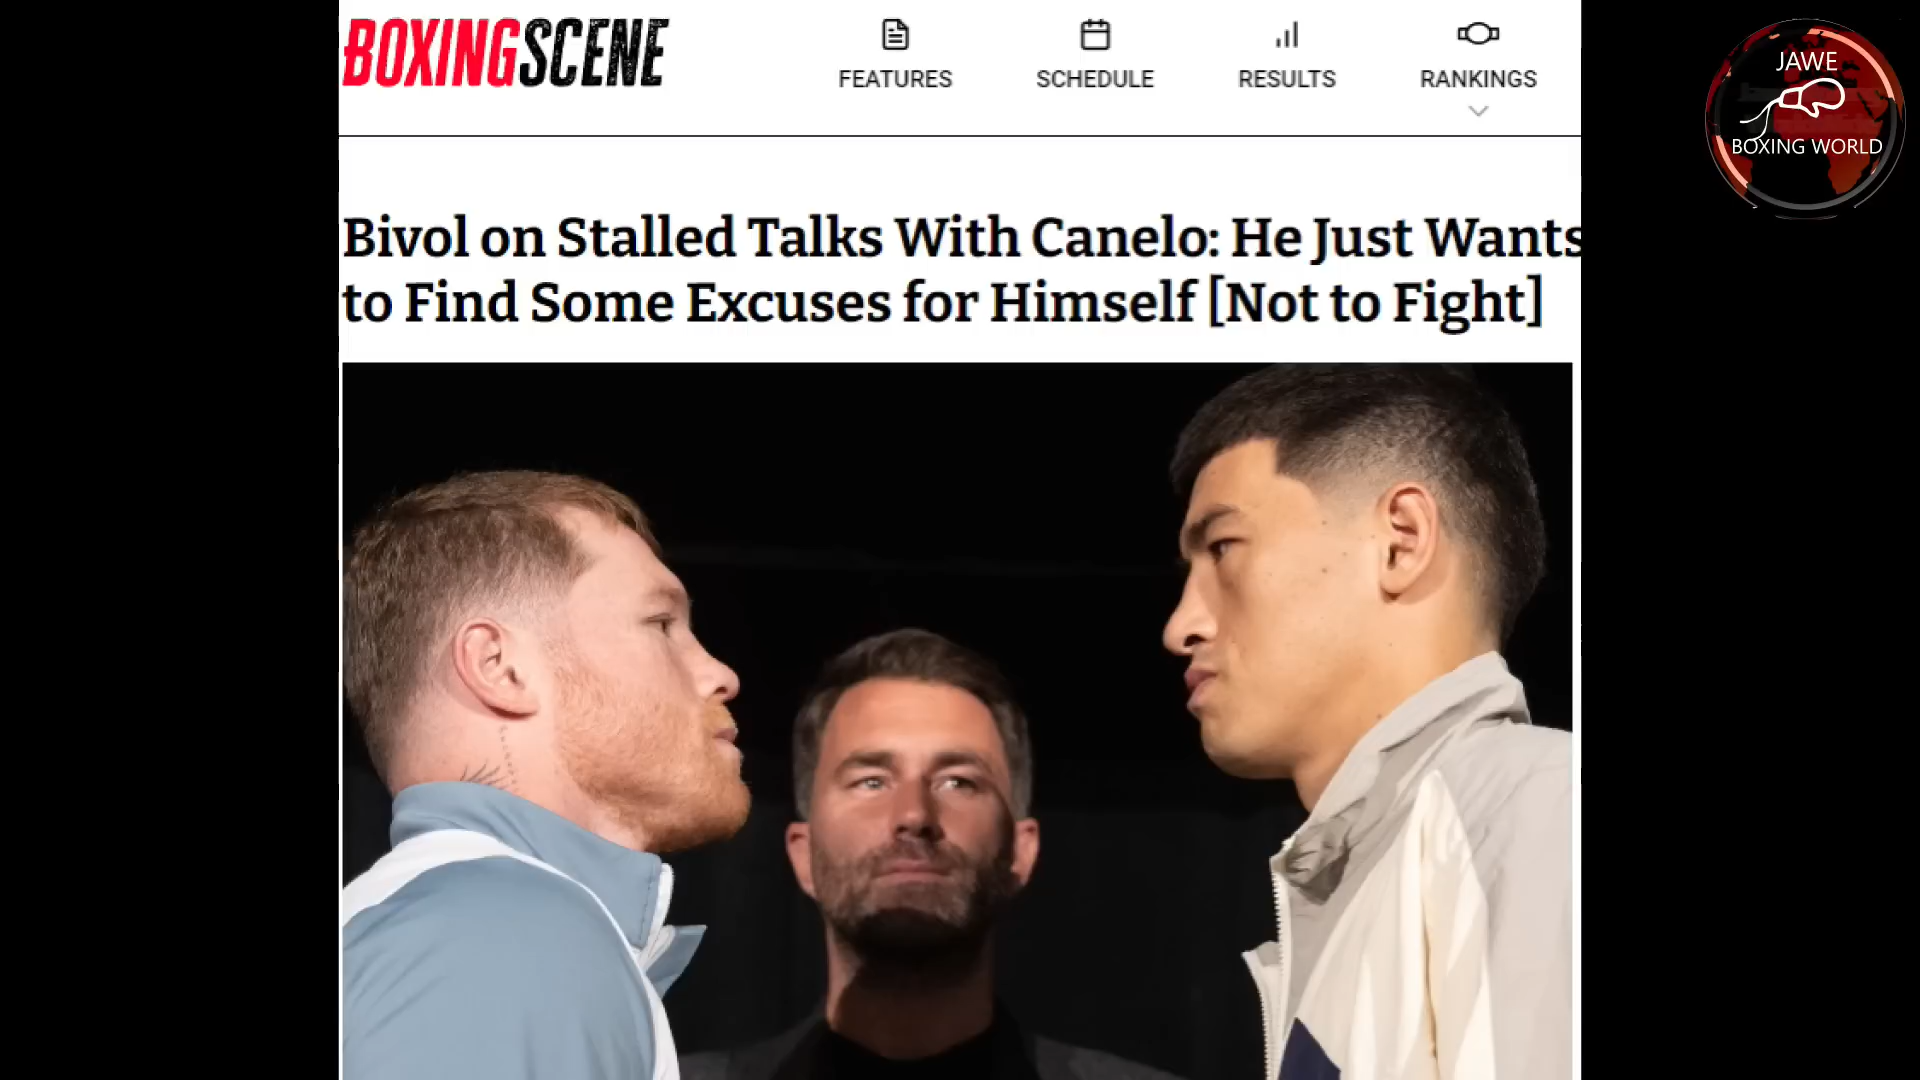 BOXINGSCENE
FEATURES
SCHEDULE
RESULTS
RANKINGS
JAWE
BOXING WORLD
Bivol on Stalled Talks With Canelo: He Just Wants
to Find Some Excuses for Himself [Not to Fight]